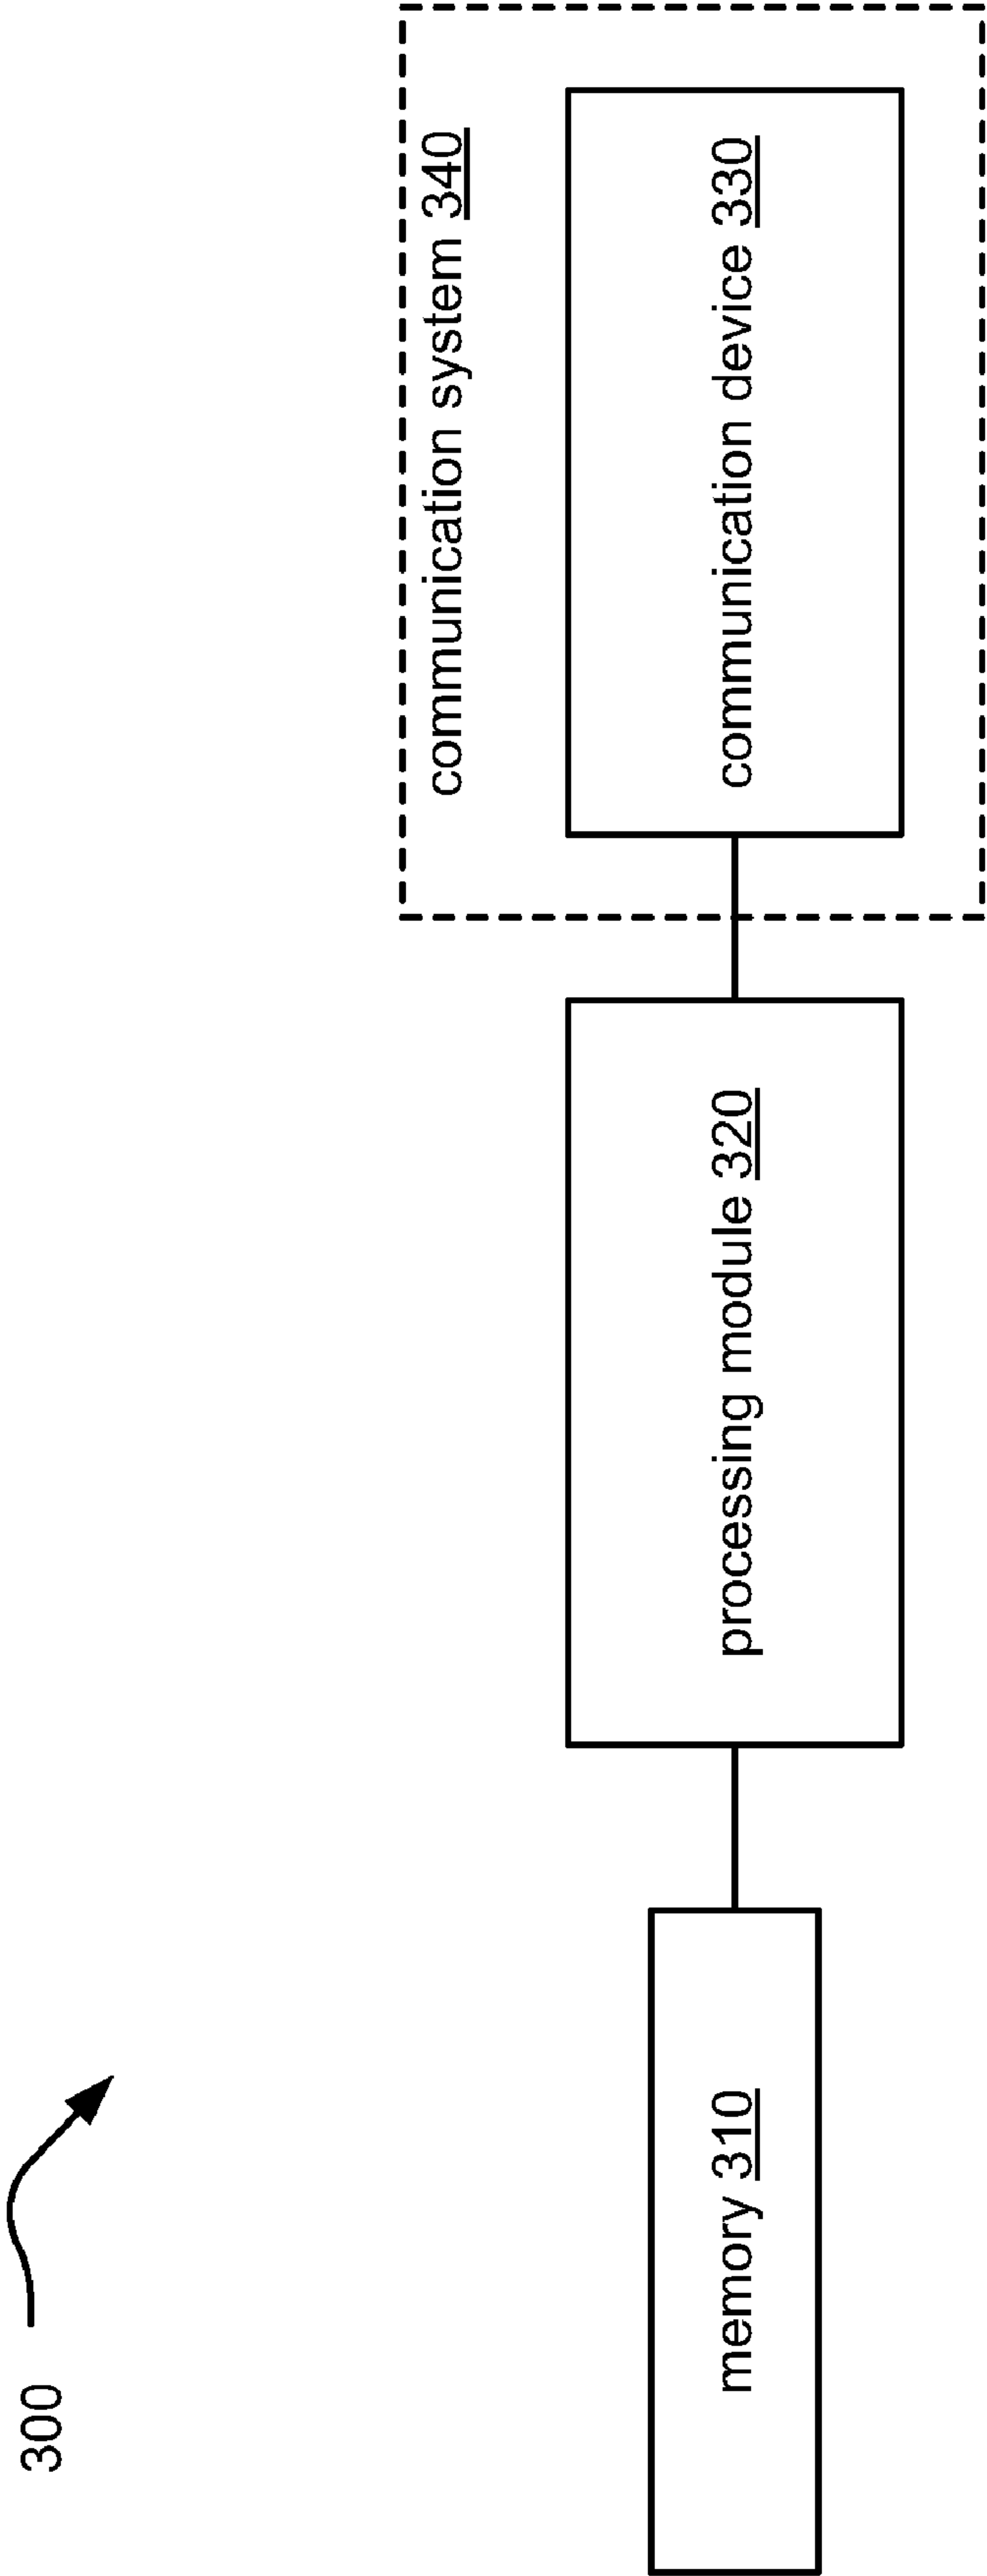 300
communication system 340
memory 310
processing module 320
communication device 330